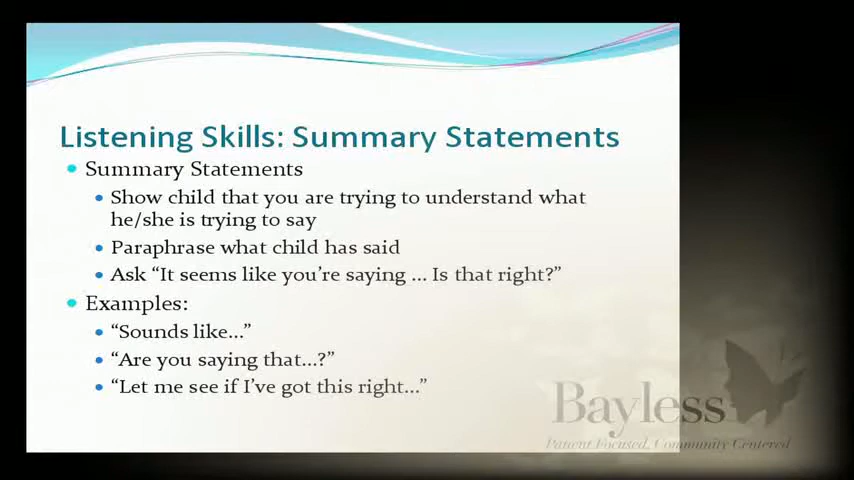 Listening Skills: Summary Statements
Summary Statements
Show child that you are trying to understand what
he/she is trying to say
Paraphrase what child has said
Ask “It seems like you’re saying ... Is that right?”
Examples:
“Sounds like...”
“Are you saying that...?”
“Let me see if I’ve got this right...”
Bayless
Patient Focused, Community Centered